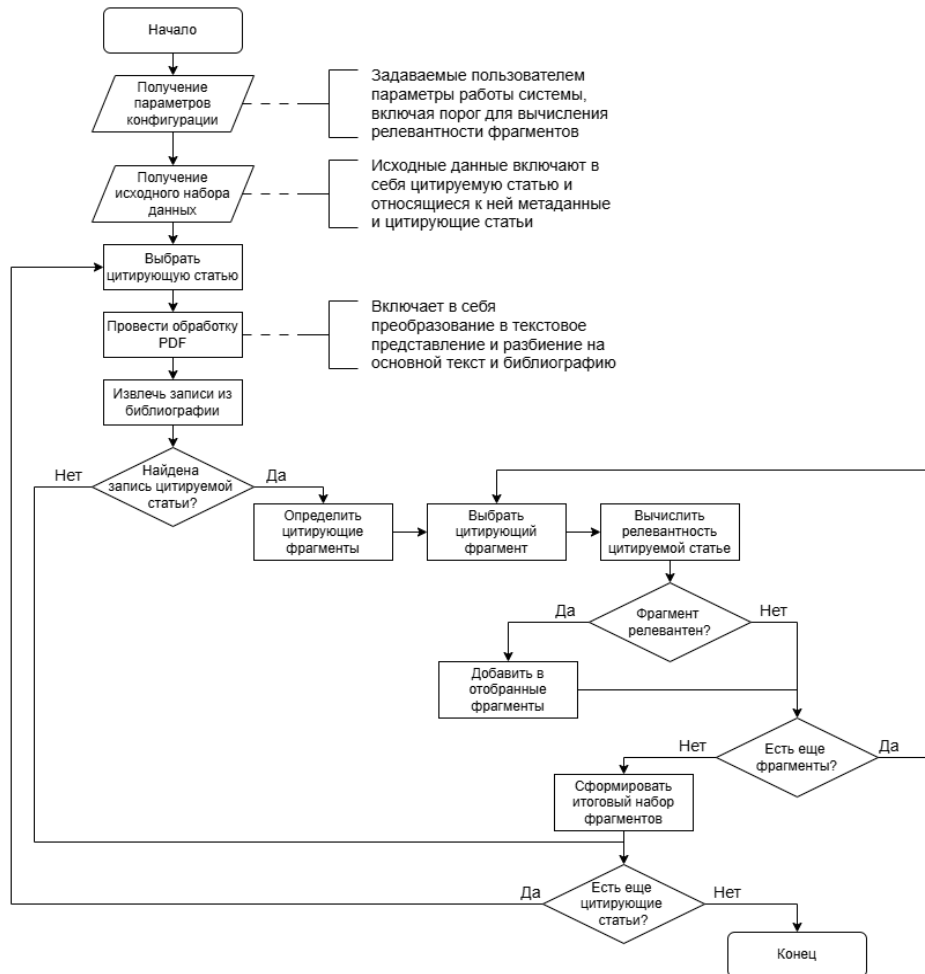 Начало
Получение
параметров
конфигурации
Задаваемые пользователем
параметры работы системы,
включая порог для вычисления
релевантности фрагментов
Получение
исходного набора
данных
Исходные данные включают в
себя цитируемую статью и
относящиеся к ней метаданные
и цитирующие статьи
Выбрать
цитирующую статью
Провести обработку
PDF
Включает в себя
преобразование в текстовое
представление и разбиение на
основной текст и библиографию
Извлечь записи из
библиографии
Нет
Найдена
запись цитируемой
статьи?
Да
Определить
цитирующие
фрагменты
Выбрать
цитирующий
фрагмент
Вычислить
релевантность
цитируемой статье
Да
Фрагмент
релевантен?
Нет
Добавить в
отобранные
фрагменты
Нет
Есть еще
фрагменты?
Да
Сформировать
итоговый набор
фрагментов
Да
Есть еще
цитирующие
статьи?
Нет
Конец